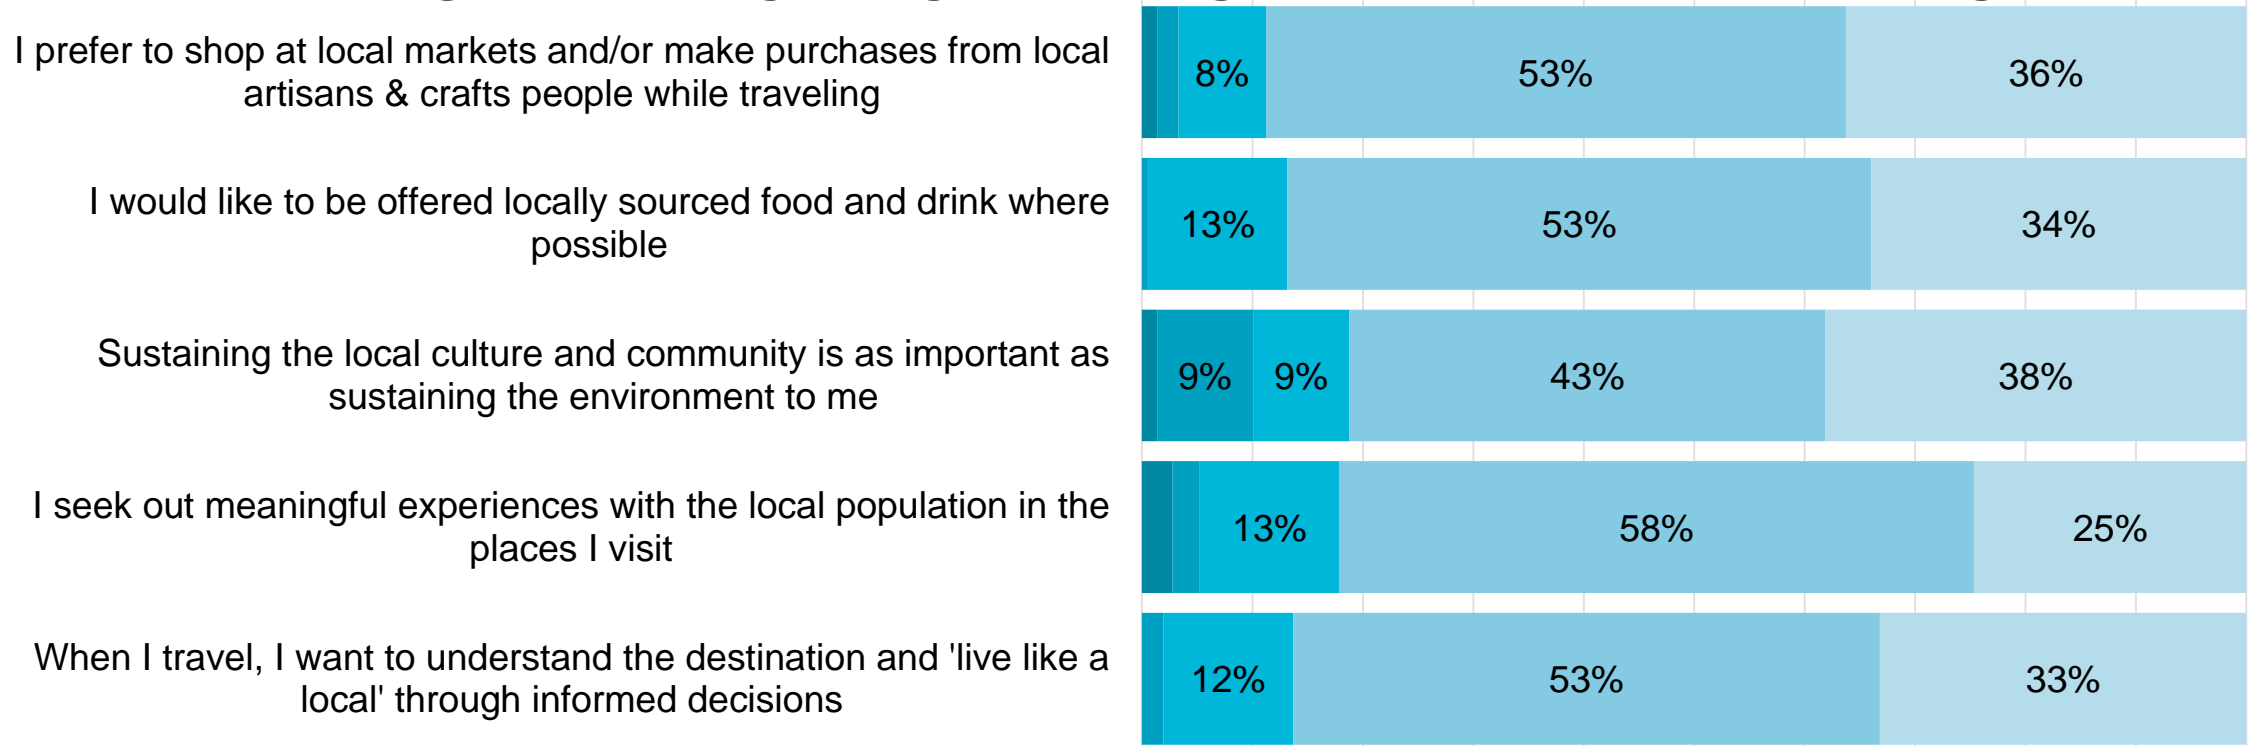 I prefer to shop at local markets and/or make purchases from local
artisans & crafts people while traveling
8% 53% 36%
I would like to be offered locally sourced food and drink where
possible
13% 53% 34%
Sustaining the local culture and community is as important as
sustaining the environment to me
9% 9% 43% 38%
I seek out meaningful experiences with the local population in the
places I visit
13% 58% 25%
When I travel, I want to understand the destination and 'live like a
local' through informed decisions
12% 53% 33%